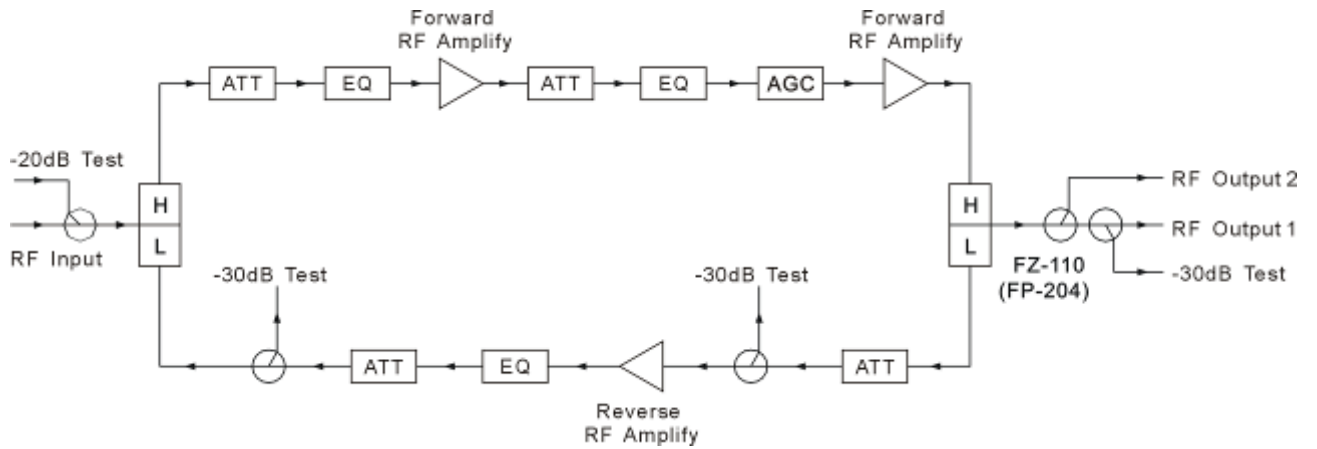 Forward
RF Amplify
Forward
RF Amplify
ATT
EQ
ATT
EQ
AGC
-20dB Test
H
L
RF Input
H
L
RF Output 2
RF Output 1
-30dB Test
FZ-110
(FP-204)
-30dB Test
-30dB Test
ATT
EQ
ATT
Reverse
RF Amplify